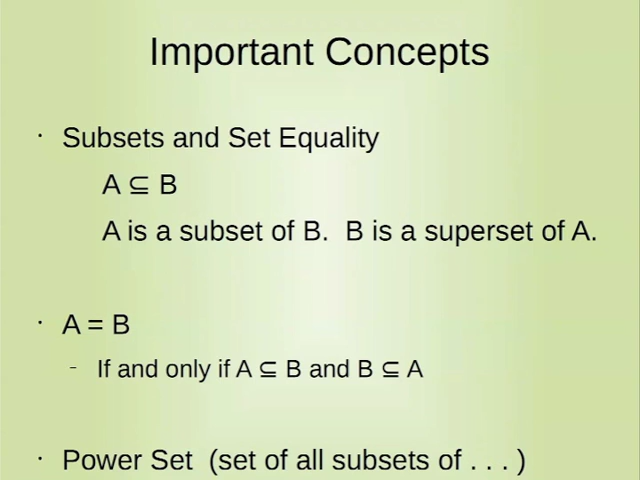 Important Concepts
· Subsets and Set Equality
A ⊆ B
A is a subset of B.  B is a superset of A.
· A = B
– If and only if A ⊆ B and B ⊆ A
· Power Set  (set of all subsets of . . . )